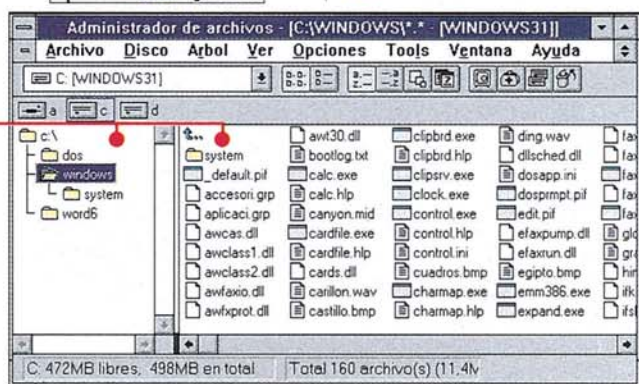 Administrador de archivos - [C:\WINDOWS\*.* - [WINDOWS31]]
Archivo Disco Arbol Ver Opciones Tools Ventana Ayuda
C: [WINDOWS31]
a c d
c:\
dos
windows
system
word6
system
_default.pif
accesori.grp
aplicaci.grp
awcas.dll
awclass1.dll
awclass2.dll
awfaxio.dll
awfxprot.dll
awt30.dll
bootlog.txt
calc.exe
calc.hlp
canyon.mid
cardfile.exe
cardfile.hlp
cards.dll
carillon.wav
castillo.bmp
clipbrd.exe
clipbrd.hlp
clipsrv.exe
clock.exe
control.exe
control.hlp
control.ini
cuadros.bmp
charmap.exe
charmap.hlp
ding.wav
dllsched.dll
dosapp.ini
dosprmpt.pif
edit.pif
efaxpump.dll
efaxrun.dll
egipto.bmp
emm386.exe
expand.exe
C: 472MB libres, 498MB en total
Total 160 archivo(s) (11,4M